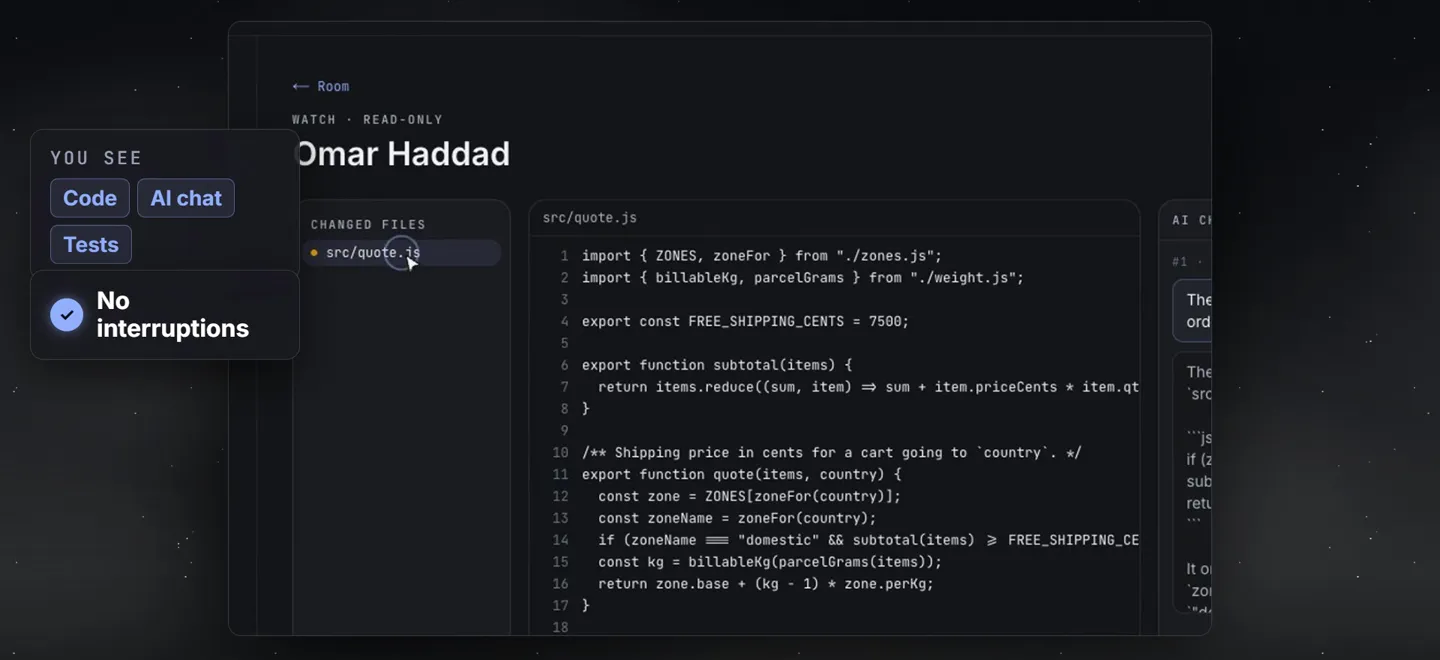 ← Room
WATCH · READ-ONLY
Omar Haddad
YOU SEE
Code
AI chat
Tests
No
interruptions
CHANGED FILES
src/quote.js
src/quote.js
1 import { ZONES, zoneFor } from "./zones.js";
2 import { billableKg, parcelGrams } from "./weight.js";
3
4 export const FREE_SHIPPING_CENTS = 7500;
5
6 export function subtotal(items) {
7 return items.reduce((sum, item) => sum + item.priceCents * item.qt
8 }
9
10 /** Shipping price in cents for a cart going to `country`. */
11 export function quote(items, country) {
12 const zone = ZONES[zoneFor(country)];
13 const zoneName = zoneFor(country);
14 if (zoneName === "domestic" && subtotal(items) >= FREE_SHIPPING_CE
15 const kg = billableKg(parcelGrams(items));
16 return zone.base + (kg - 1) * zone.perKg;
17 }
18
AI CH
#1 ·
The
ord
The
`src
```js
if (z
sub
retu
```
It or
`zor